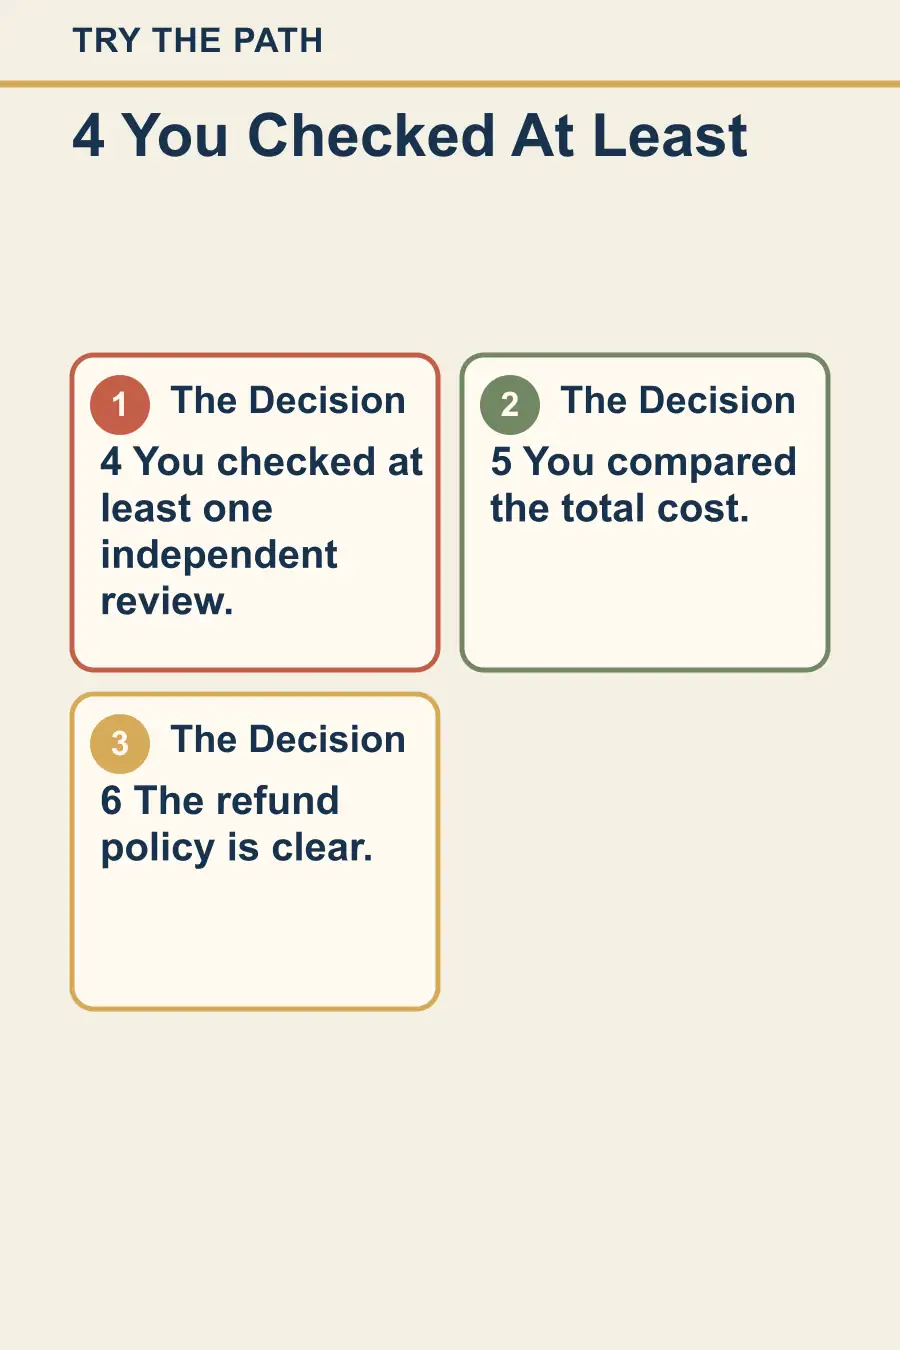 TRY THE PATH
4 You Checked At Least
1
The Decision
4 You checked at
least one
independent
review.
2
The Decision
5 You compared
the total cost.
3
The Decision
6 The refund
policy is clear.